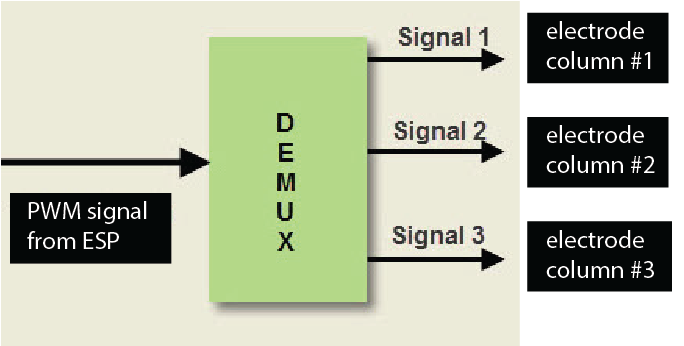 PWM signal
from ESP
D
E
M
U
X
Signal 1
electrode
column #1
Signal 2
electrode
column #2
Signal 3
electrode
column #3